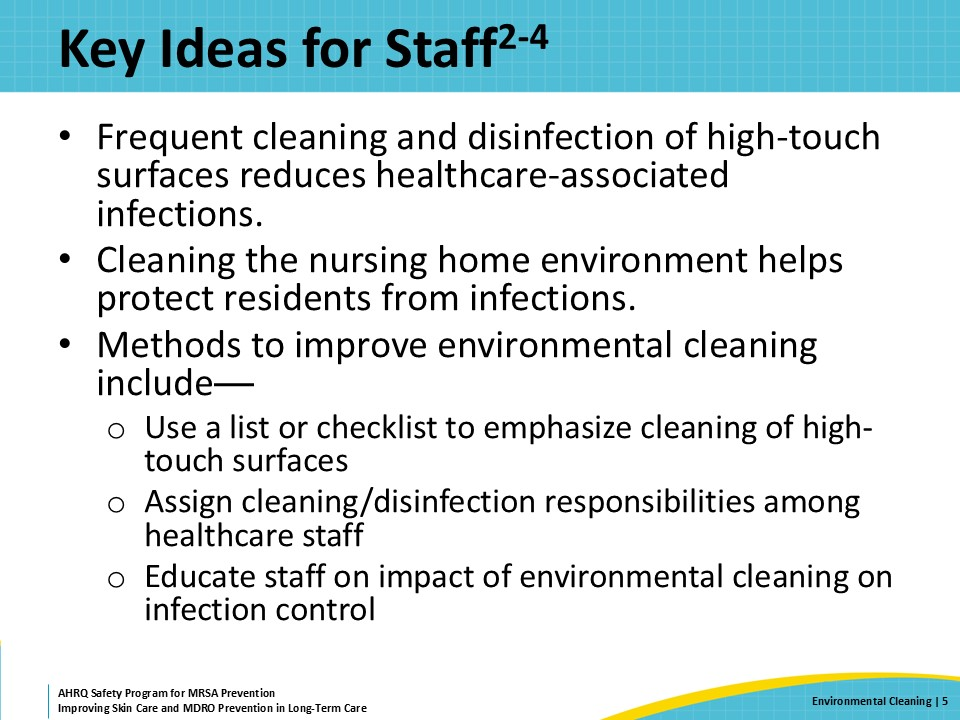 Key Ideas for Staff2-4
• Frequent cleaning and disinfection of high-touch
surfaces reduces healthcare-associated
infections.
• Cleaning the nursing home environment helps
protect residents from infections.
• Methods to improve environmental cleaning
include—
o Use a list or checklist to emphasize cleaning of high-
touch surfaces
o Assign cleaning/disinfection responsibilities among
healthcare staff
o Educate staff on impact of environmental cleaning on
infection control
AHRQ Safety Program for MRSA Prevention
Improving Skin Care and MDRO Prevention in Long-Term Care
Environmental Cleaning | 5